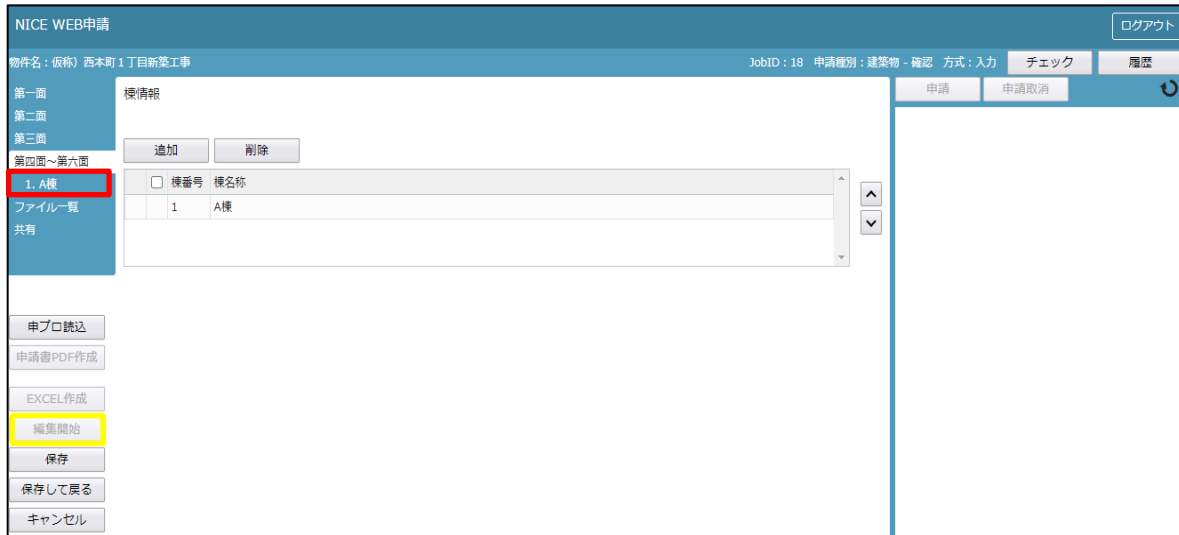 NICE WEB申請
ログアウト
物件名：仮称）西本町１丁目新築工事
JobID：18 申請種別：建築物 - 確認 方式：入力
チェック
履歴
第一面
第二面
第三面
第四面～第六面
1. A棟
ファイル一覧
共有
棟情報
申請
申請取消
追加
削除
棟番号 棟名称
1 A棟
申プロ読込
申請書PDF作成
EXCEL作成
編集開始
保存
保存して戻る
キャンセル